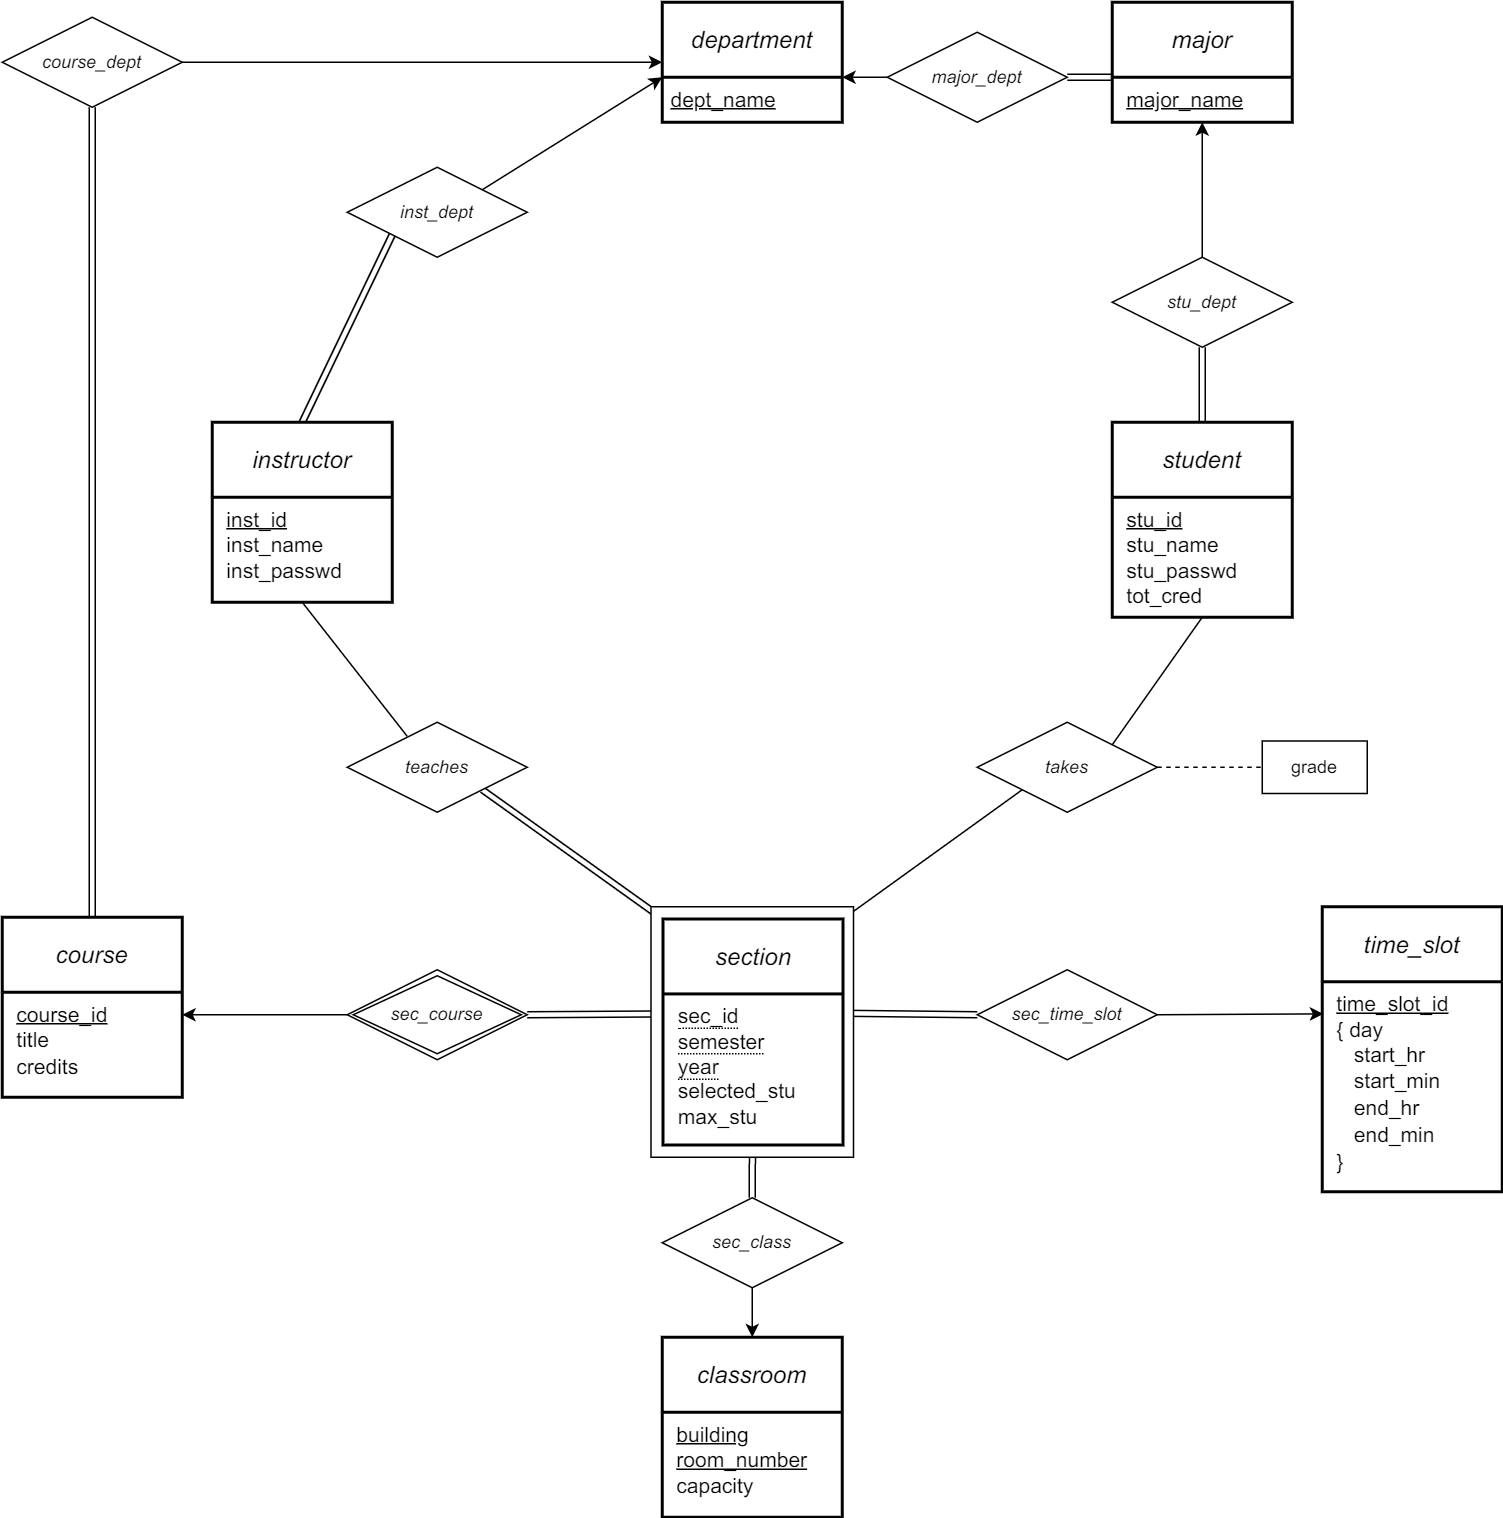 course_dept
department
dept_name
major_dept
major
major_name
inst_dept
stu_dept
instructor
inst_id
inst_name
inst_passwd
student
stu_id
stu_name
stu_passwd
tot_cred
teaches
takes
grade
course
course_id
title
credits
sec_course
section
sec_id
semester
year
selected_stu
max_stu
sec_time_slot
time_slot
time_slot_id
{ day
start_hr
start_min
end_hr
end_min
}
sec_class
classroom
building
room_number
capacity